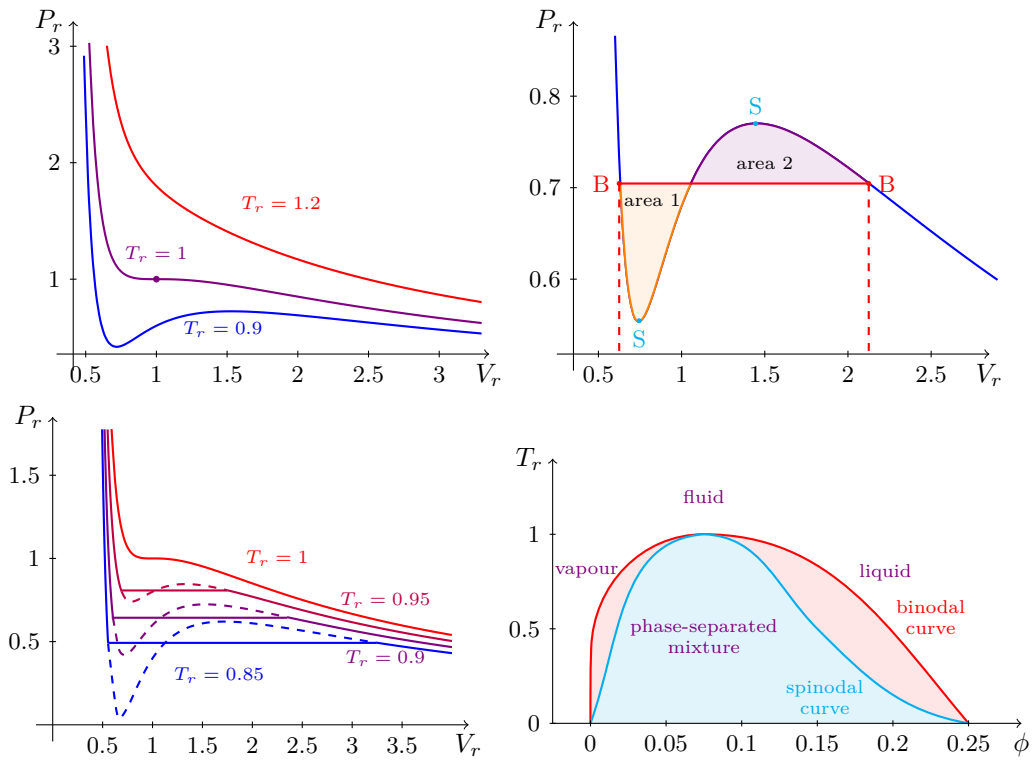 P_r
3
2
1
0.5
1
1.5
2
2.5
3
V_r
T_r = 1.2
T_r = 1
T_r = 0.9
P_r
0.8
0.7
0.6
0.5
1
1.5
2
V_r
S
B
B
area 2
area 1
S
P_r
1.5
1
0.5
0.5
1
1.5
2
2.5
3
3.5
V_r
T_r = 1
T_r = 0.95
T_r = 0.9
T_r = 0.85
T_r
1
0.5
0
0
0.05
0.1
0.15
0.2
0.25
ϕ
fluid
vapour
liquid
binodal
curve
phase-separated
mixture
spinodal
curve